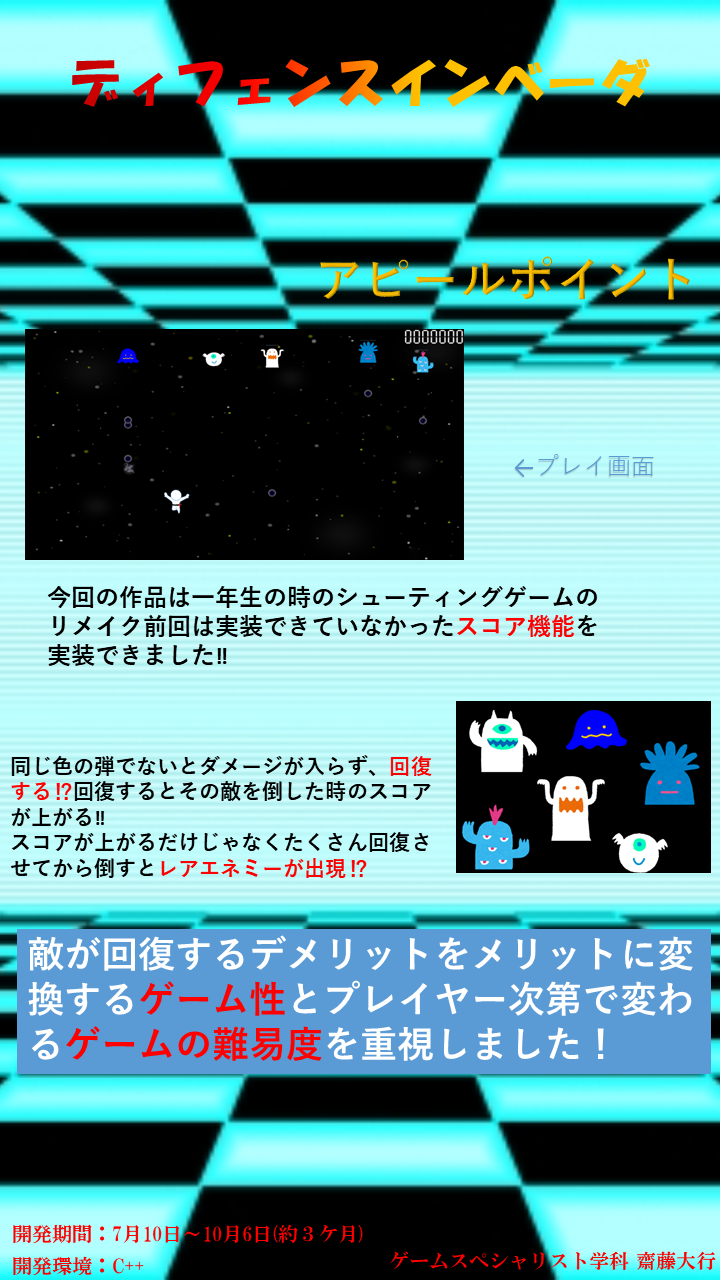 ディフェンスインベーダ
アピールポイント
0000000
←プレイ画面
今回の作品は一年生の時のシューティングゲームの
リメイク前回は実装できていなかったスコア機能を
実装できました‼
同じ色の弾でないとダメージが入らず、回復
する⁉回復するとその敵を倒した時のスコア
が上がる‼
スコアが上がるだけじゃなくたくさん回復さ
せてから倒すとレアエネミーが出現⁉
敵が回復するデメリットをメリットに変
換するゲーム性とプレイヤー次第で変わ
るゲームの難易度を重視しました！
開発期間：7月10日～10月6日(約３ケ月)
開発環境：C++
ゲームスペシャリスト学科 齋藤大行